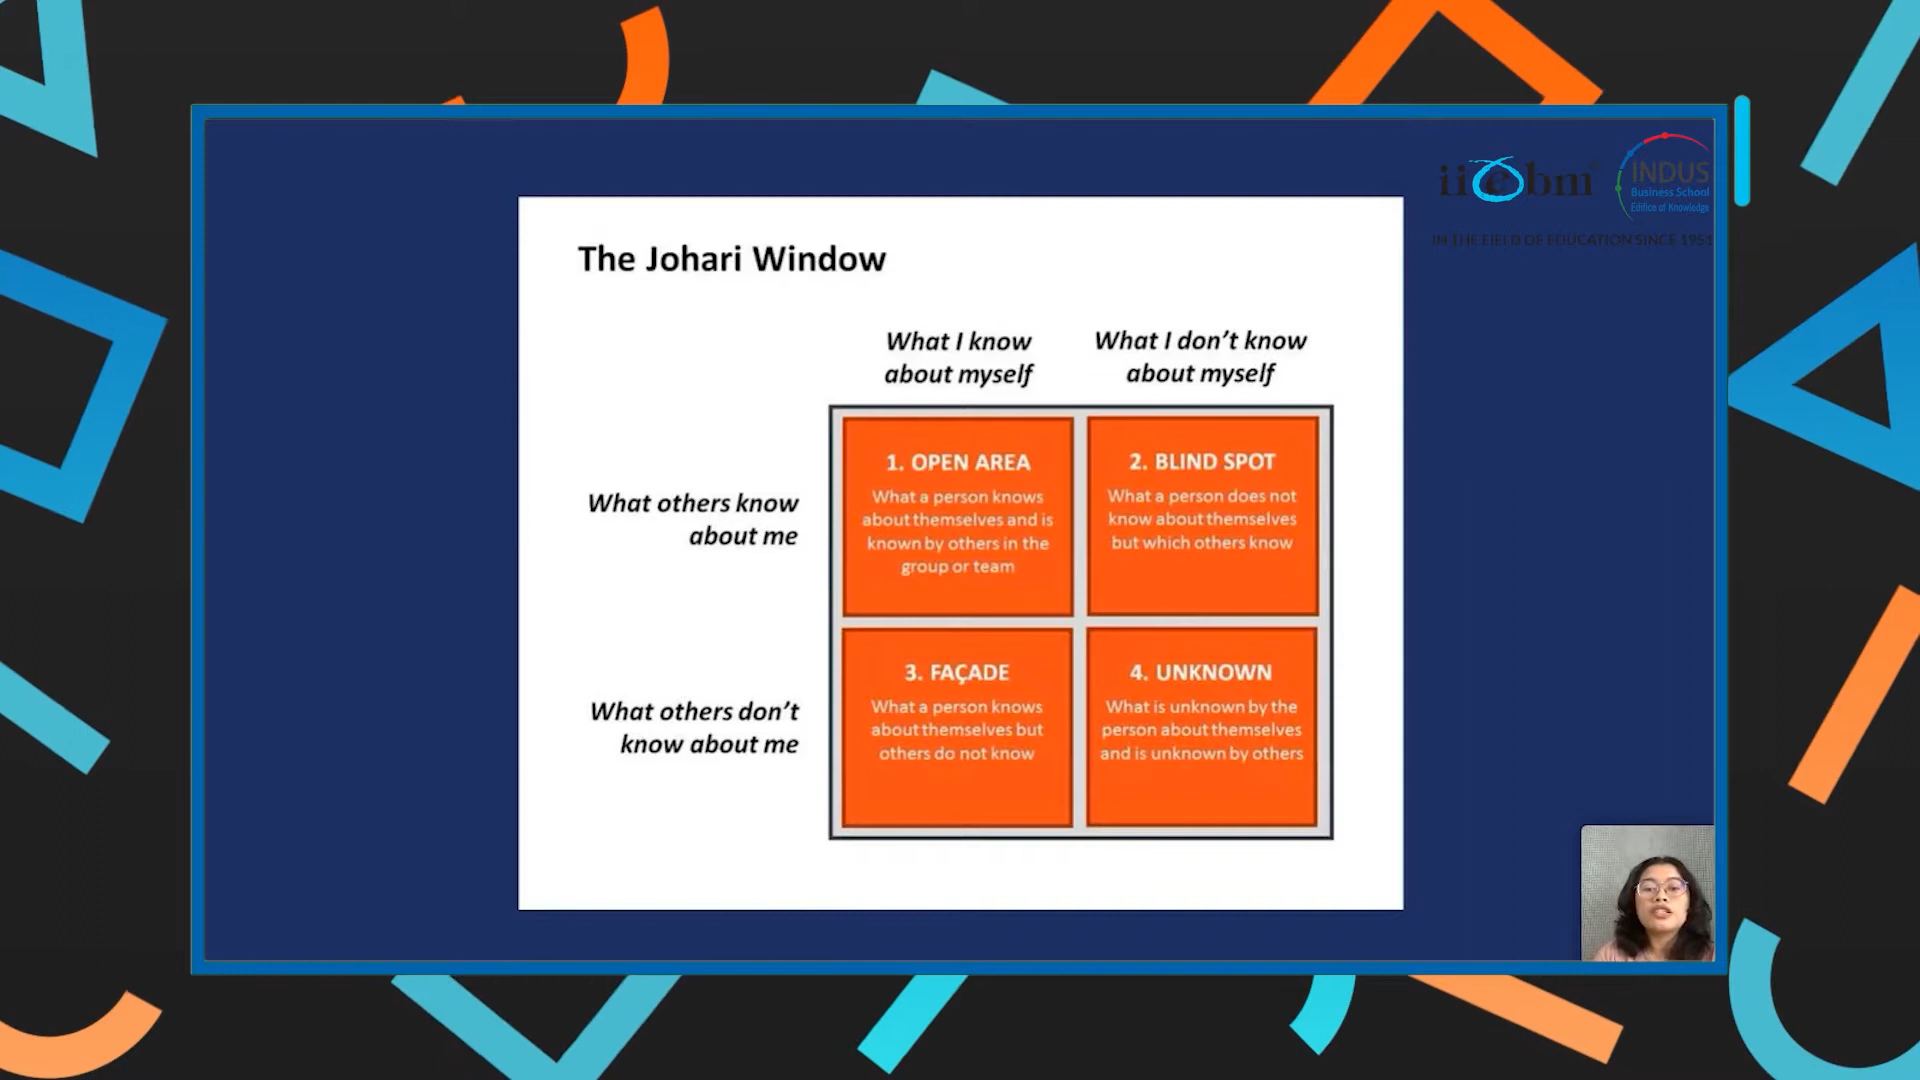 iicbm
INDUS
Business School
Edifice of Knowledge
IN THE FIELD OF EDUCATION SINCE 1951
The Johari Window
What I know
about myself
What I don't know
about myself
What others know
about me
1. OPEN AREA
What a person knows
about themselves and is
known by others in the
group or team
2. BLIND SPOT
What a person does not
know about themselves
but which others know
What others don't
know about me
3. FAÇADE
What a person knows
about themselves but
others do not know
4. UNKNOWN
What is unknown by the
person about themselves
and is unknown by others